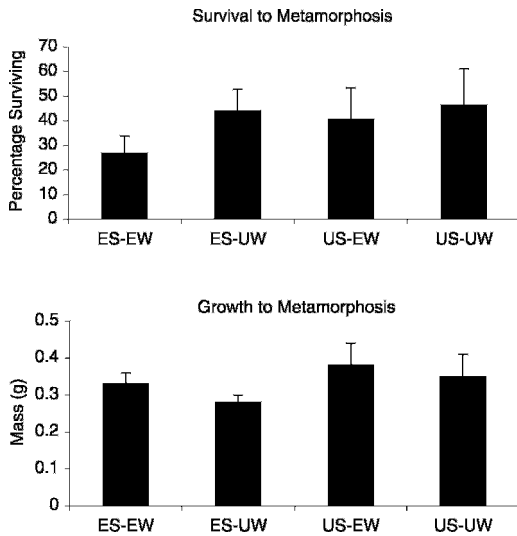 Survival to Metamorphosis
Percentage Surviving
70
60
50
40
30
20
10
0
ES-EW ES-UW US-EW US-UW
Growth to Metamorphosis
Mass (g)
0.5
0.4
0.3
0.2
0.1
0
ES-EW ES-UW US-EW US-UW